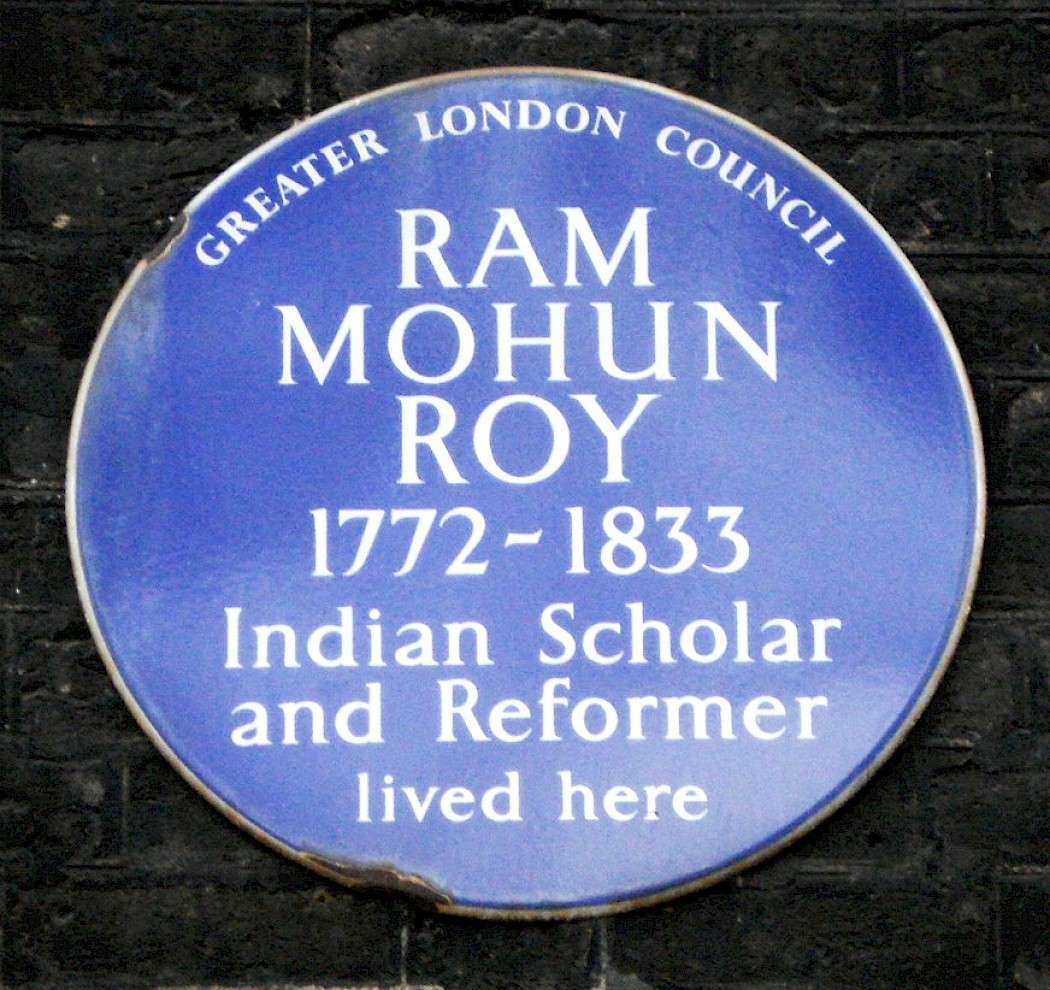 GREATER LONDON COUNCIL
RAM
MOHUN
ROY
1772-1833
Indian Scholar
and Reformer
lived here